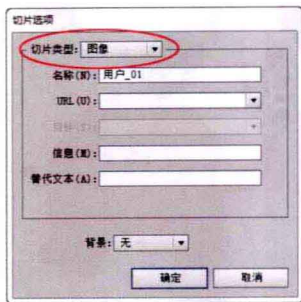 切片选项
切片类型: 图像
名称(N): 用户_01
URL(U):
信息(M):
替代文本(A):
背景: 无
确定 取消